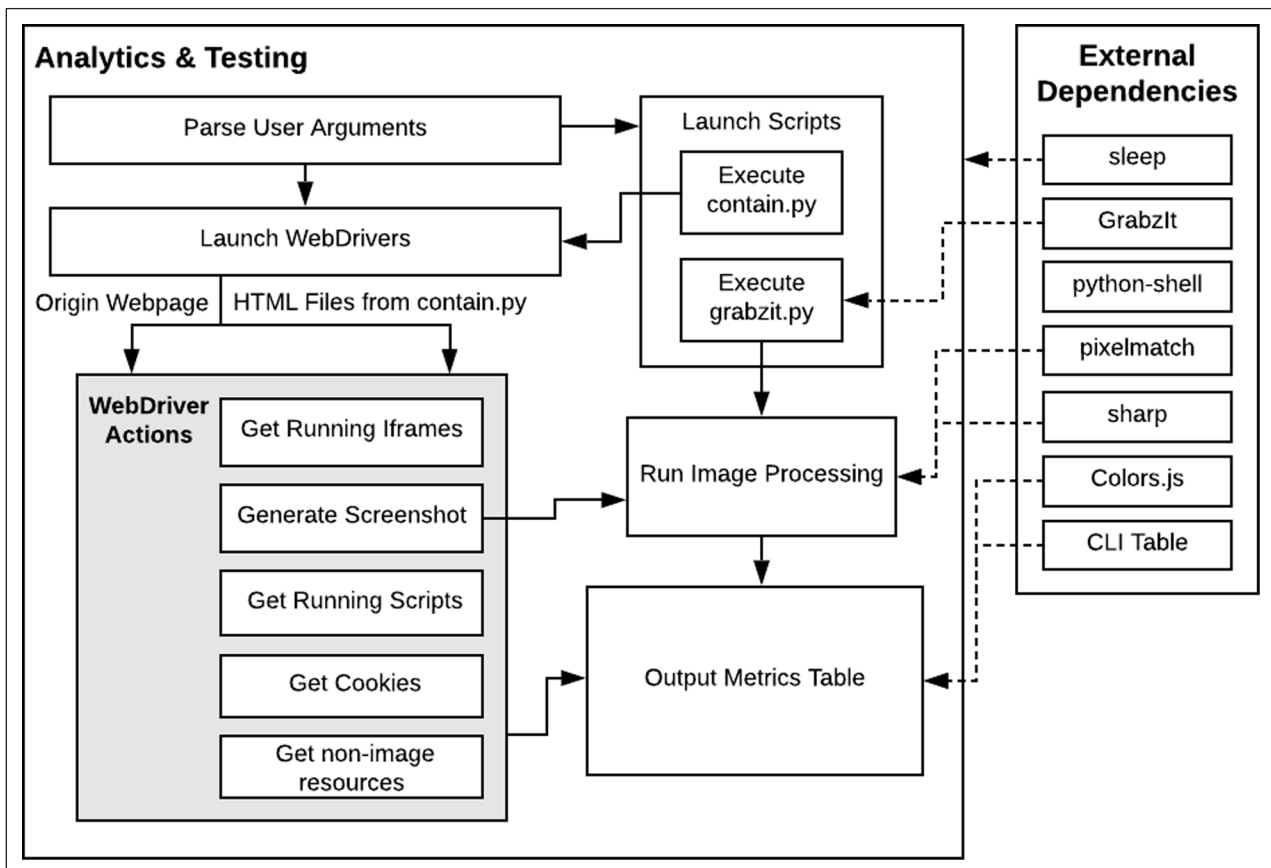 Analytics & Testing
Parse User Arguments
Launch WebDrivers
Origin Webpage
HTML Files from contain.py
WebDriver
Actions
Get Running Iframes
Generate Screenshot
Get Running Scripts
Get Cookies
Get non-image
resources
Launch Scripts
Execute
contain.py
Execute
grabzit.py
Run Image Processing
Output Metrics Table
External
Dependencies
sleep
GrabzIt
python-shell
pixelmatch
sharp
Colors.js
CLI Table